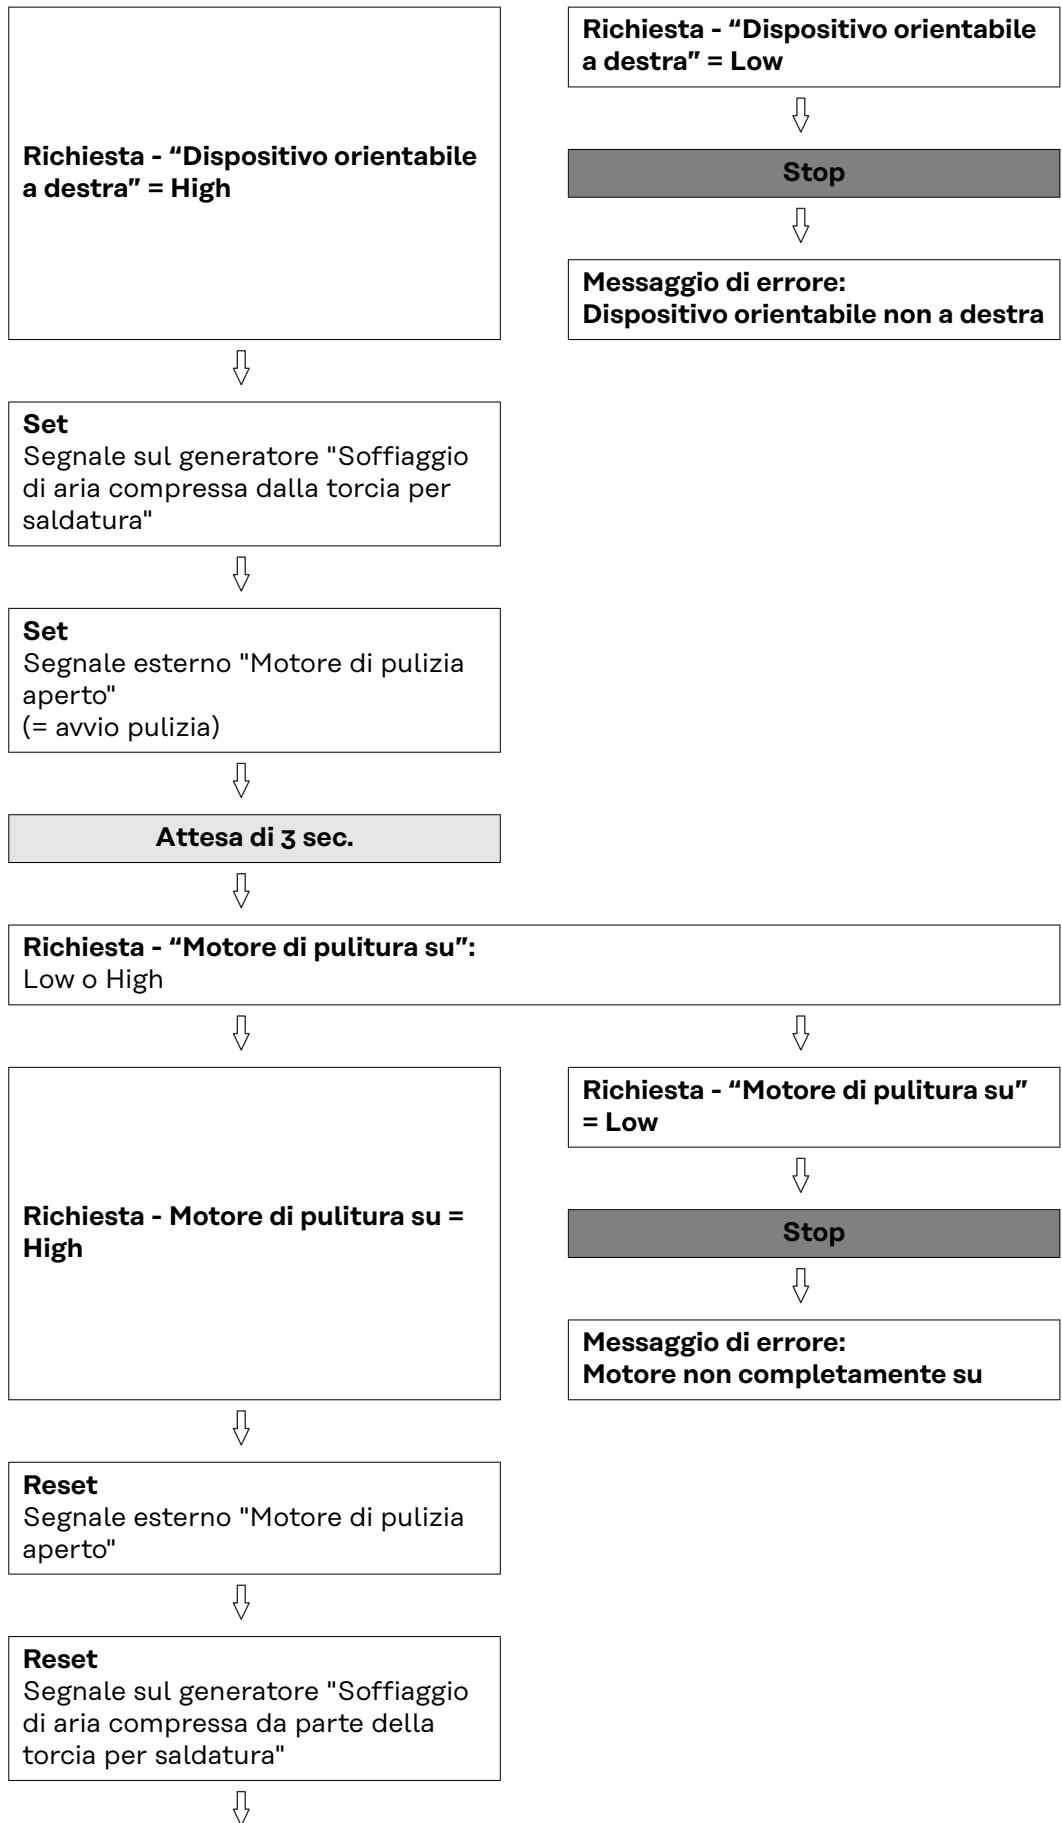 Richiesta - “Dispositivo orientabile
a destra” = High
Richiesta - “Dispositivo orientabile
a destra” = Low
Stop
Messaggio di errore:
Dispositivo orientabile non a destra
Set
Segnale sul generatore "Soffiaggio
di aria compressa dalla torcia per
saldatura"
Set
Segnale esterno "Motore di pulizia
aperto"
(= avvio pulizia)
Attesa di 3 sec.
Richiesta - “Motore di pulitura su”:
Low o High
Richiesta - Motore di pulitura su =
High
Richiesta - “Motore di pulitura su”
= Low
Stop
Messaggio di errore:
Motore non completamente su
Reset
Segnale esterno "Motore di pulizia
aperto"
Reset
Segnale sul generatore "Soffiaggio
di aria compressa da parte della
torcia per saldatura"